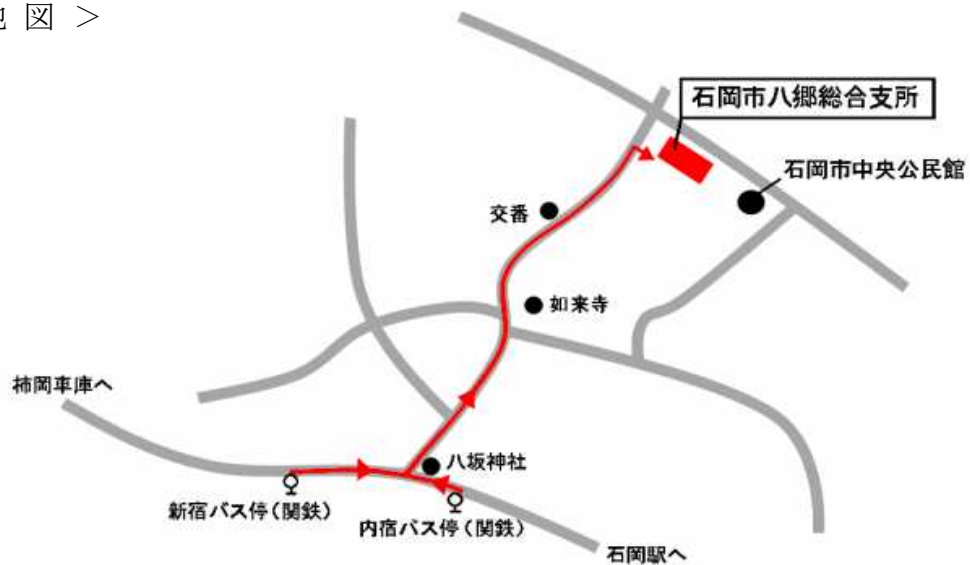 図 >
石岡市八郷総合支所
石岡市中央公民館
交番
如来寺
柿岡車庫へ
八坂神社
新宿バス停(関鉄)
内宿バス停(関鉄)
石岡駅へ